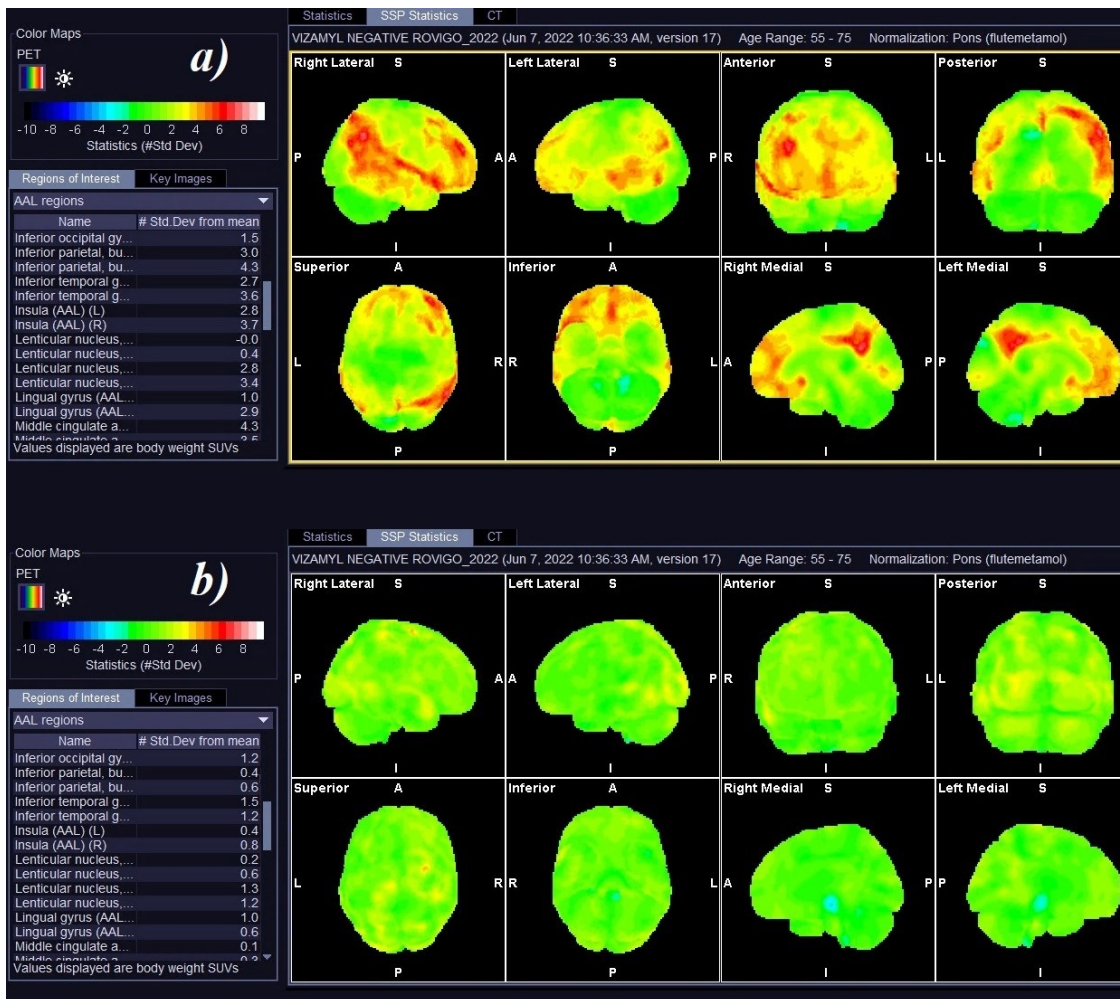 Statistics SSP Statistics CT
Color Maps
PET
a)
-10 -8 -6 -4 -2 0 2 4 6 8
Statistics (#Std Dev)
VIZAMYL NEGATIVE ROVIGO_2022 (Jun 7, 2022 10:36:33 AM, version 17) Age Range: 55 - 75 Normalization: Pons (flutemetamol)
Right Lateral S
P A
I
Left Lateral S
A P
I
Anterior S
R L
I
Posterior S
L
I
Superior A
L R
P
Inferior A
R L
P
Right Medial S
A P
I
Left Medial S
P
I
Regions of Interest Key Images
AAL regions
Name # Std.Dev from mean
Inferior occipital gy... 1.5
Inferior parietal, bu... 3.0
Inferior parietal, bu... 4.3
Inferior temporal g... 2.7
Inferior temporal g... 3.6
Insula (AAL) (L) 2.8
Insula (AAL) (R) 3.7
Lenticular nucleus,... -0.0
Lenticular nucleus,... 0.4
Lenticular nucleus,... 2.8
Lenticular nucleus,... 3.4
Lingual gyrus (AAL... 1.0
Lingual gyrus (AAL... 2.9
Middle cingulate a... 4.3
Middle cingulate a... 3.5
Values displayed are body weight SUVs
Statistics SSP Statistics CT
Color Maps
PET
b)
-10 -8 -6 -4 -2 0 2 4 6 8
Statistics (#Std Dev)
VIZAMYL NEGATIVE ROVIGO_2022 (Jun 7, 2022 10:36:33 AM, version 17) Age Range: 55 - 75 Normalization: Pons (flutemetamol)
Right Lateral S
P A
I
Left Lateral S
A P
I
Anterior S
R L
I
Posterior S
L
I
Superior A
L R
P
Inferior A
R L
P
Right Medial S
A P
I
Left Medial S
P
I
Regions of Interest Key Images
AAL regions
Name # Std.Dev from mean
Inferior occipital gy... 1.2
Inferior parietal, bu... 0.4
Inferior parietal, bu... 0.6
Inferior temporal g... 1.5
Inferior temporal g... 1.2
Insula (AAL) (L) 0.4
Insula (AAL) (R) 0.8
Lenticular nucleus,... 0.2
Lenticular nucleus,... 0.6
Lenticular nucleus,... 1.3
Lenticular nucleus,... 1.2
Lingual gyrus (AAL... 1.0
Lingual gyrus (AAL... 0.6
Middle cingulate a... 0.1
Middle cingulate a... 0.3
Values displayed are body weight SUVs